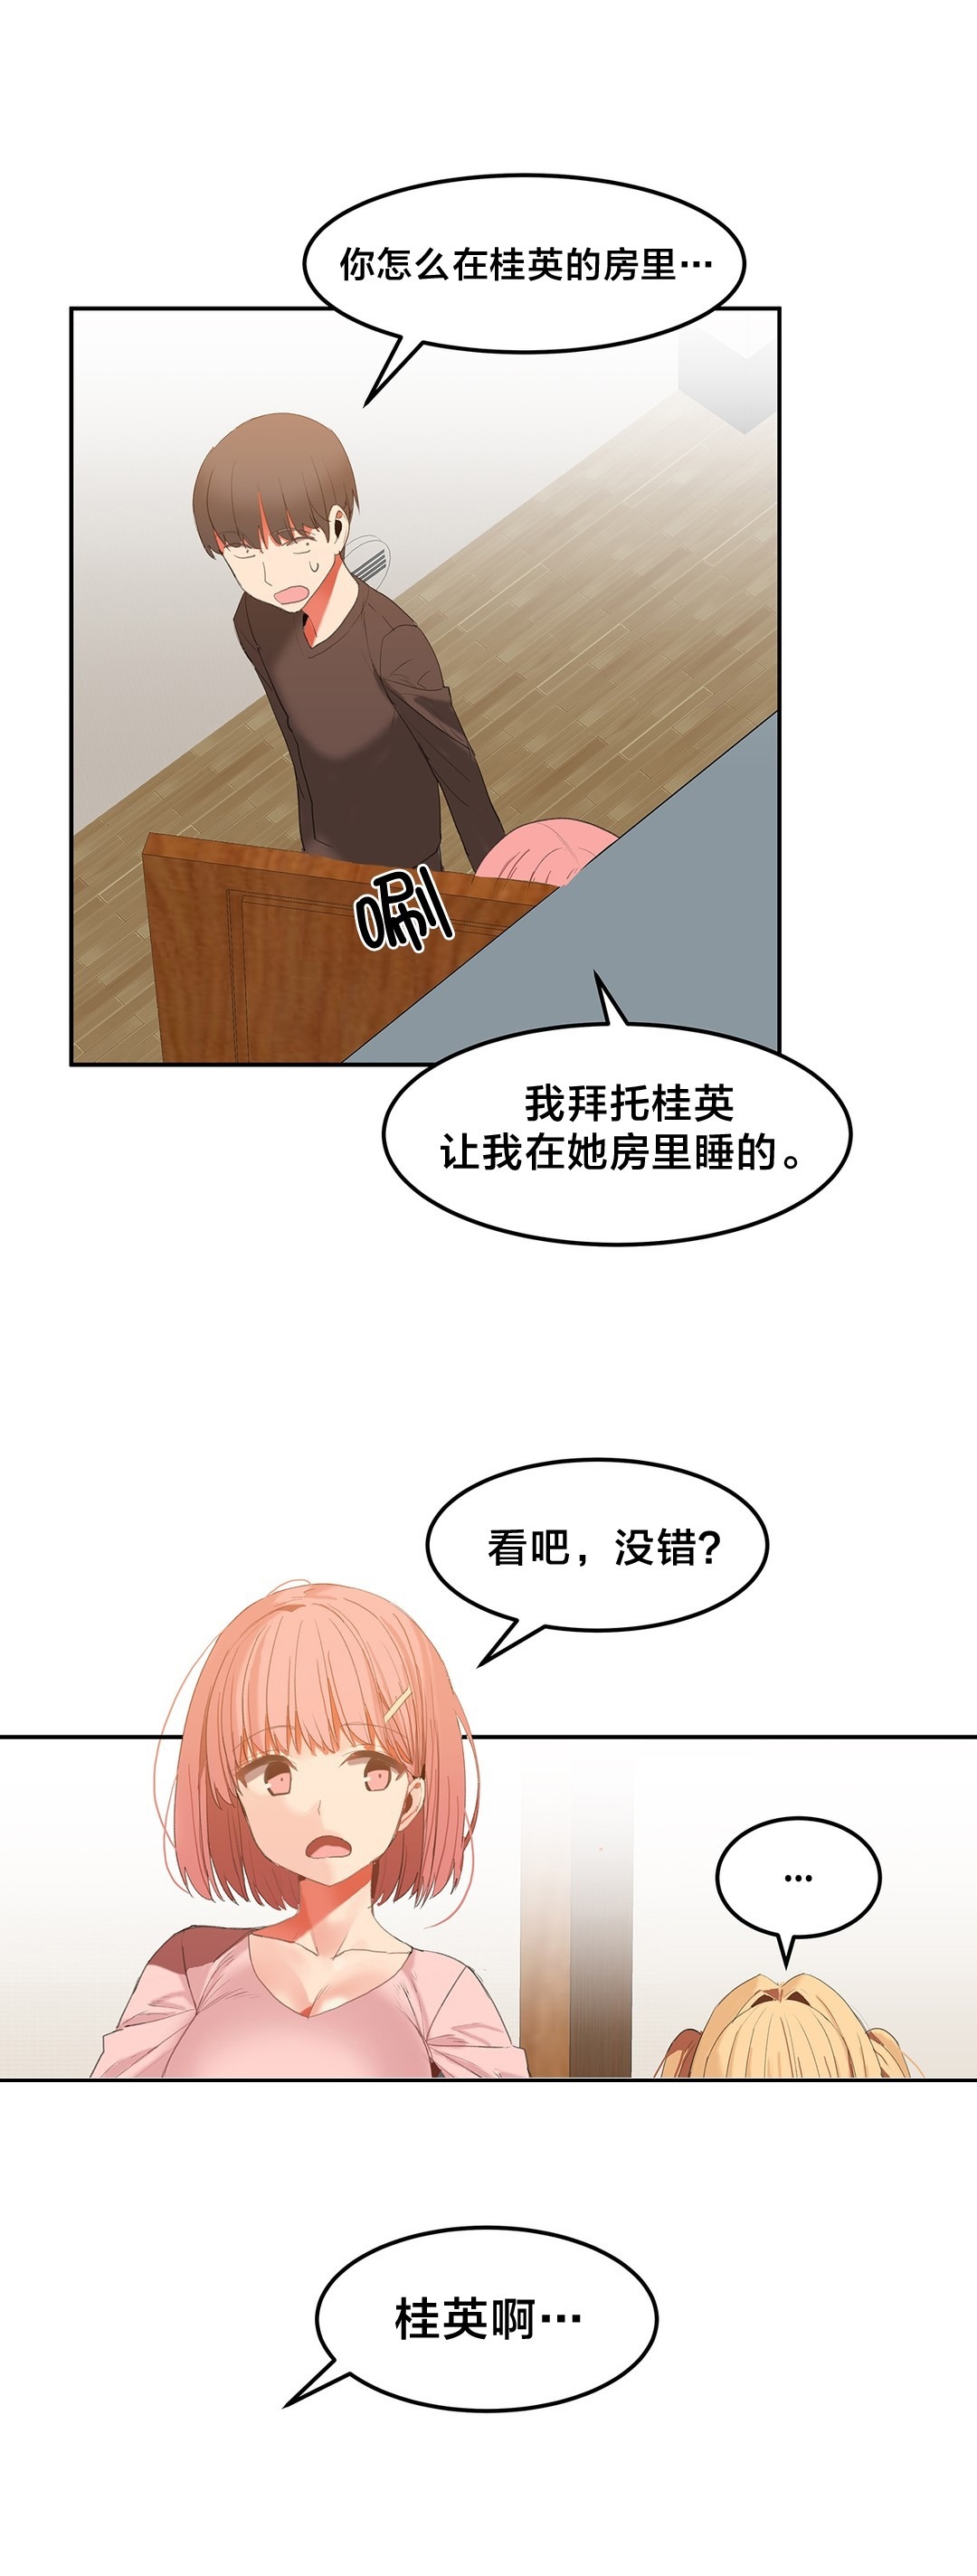 你怎么在桂英的房里…
唰
我拜托桂英
让我在她房里睡的。
看吧，没错？
…
桂英啊…